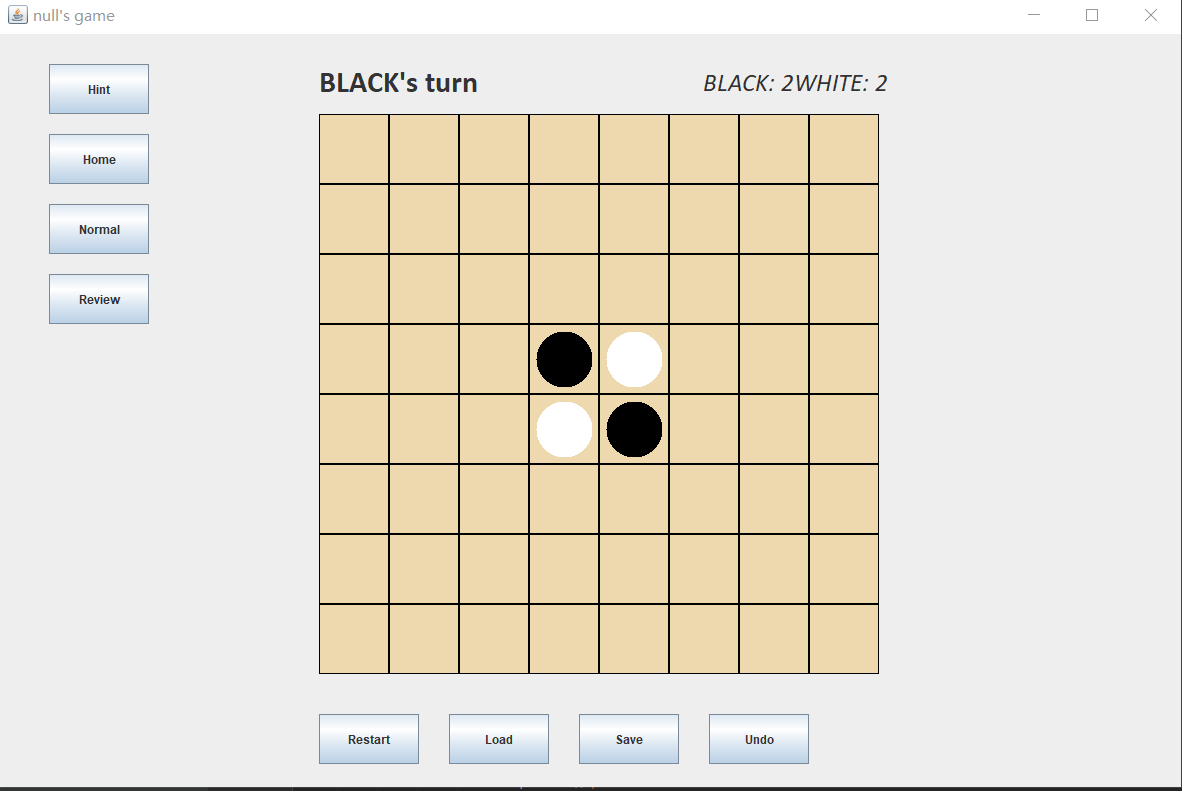 null's game
Hint
BLACK's turn
BLACK: 2WHITE: 2
Home
Normal
Review
Restart
Load
Save
Undo